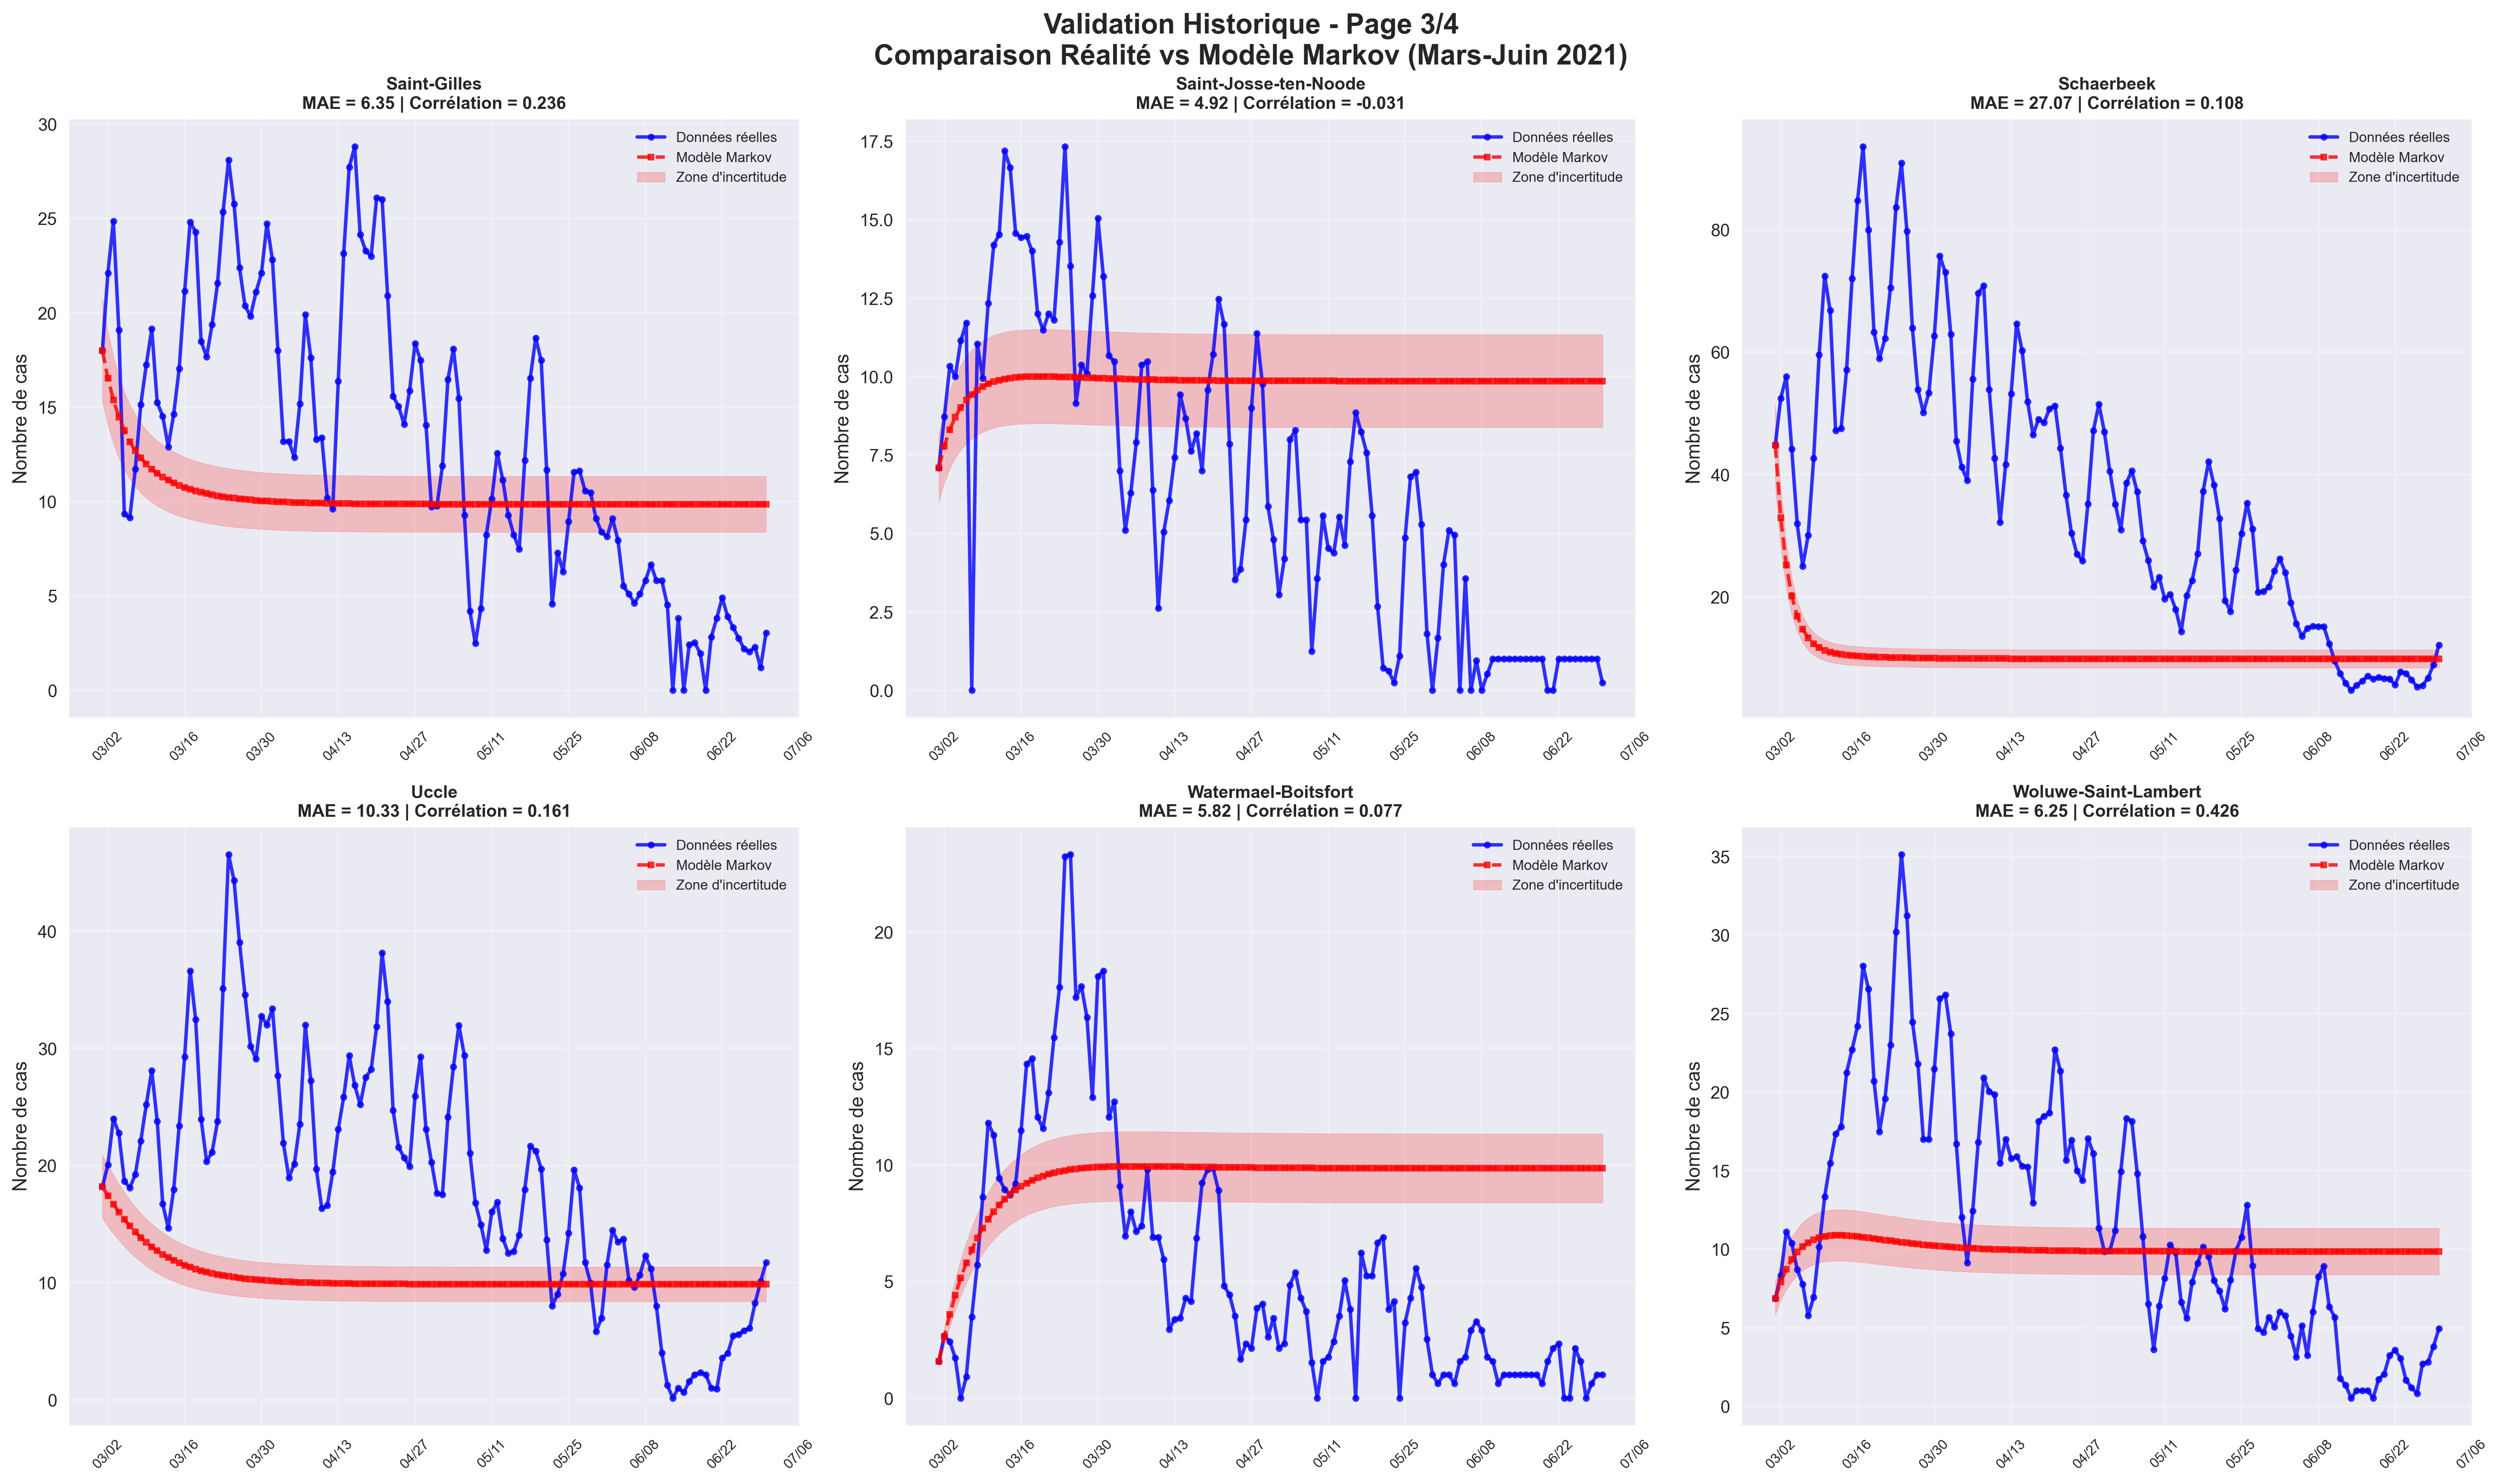 Validation Historique - Page 3/4
Comparaison Réalité vs Modèle Markov (Mars-Juin 2021)
Saint-Gilles
MAE = 6.35 | Corrélation = 0.236
Données réelles
Modèle Markov
Zone d'incertitude
Nombre de cas
30
25
20
15
10
5
0
03/02 03/16 03/30 04/13 04/27 05/11 05/25 06/08 06/22 07/06
Saint-Josse-ten-Noode
MAE = 4.92 | Corrélation = -0.031
Données réelles
Modèle Markov
Zone d'incertitude
Nombre de cas
17.5
15.0
12.5
10.0
7.5
5.0
2.5
0.0
03/02 03/16 03/30 04/13 04/27 05/11 05/25 06/08 06/22 07/06
Schaerbeek
MAE = 27.07 | Corrélation = 0.108
Données réelles
Modèle Markov
Zone d'incertitude
Nombre de cas
80
60
40
20
03/02 03/16 03/30 04/13 04/27 05/11 05/25 06/08 06/22 07/06
Uccle
MAE = 10.33 | Corrélation = 0.161
Données réelles
Modèle Markov
Zone d'incertitude
Nombre de cas
40
30
20
10
0
03/02 03/16 03/30 04/13 04/27 05/11 05/25 06/08 06/22 07/06
Watermael-Boitsfort
MAE = 5.82 | Corrélation = 0.077
Données réelles
Modèle Markov
Zone d'incertitude
Nombre de cas
20
15
10
5
0
03/02 03/16 03/30 04/13 04/27 05/11 05/25 06/08 06/22 07/06
Woluwe-Saint-Lambert
MAE = 6.25 | Corrélation = 0.426
Données réelles
Modèle Markov
Zone d'incertitude
Nombre de cas
35
30
25
20
15
10
5
0
03/02 03/16 03/30 04/13 04/27 05/11 05/25 06/08 06/22 07/06